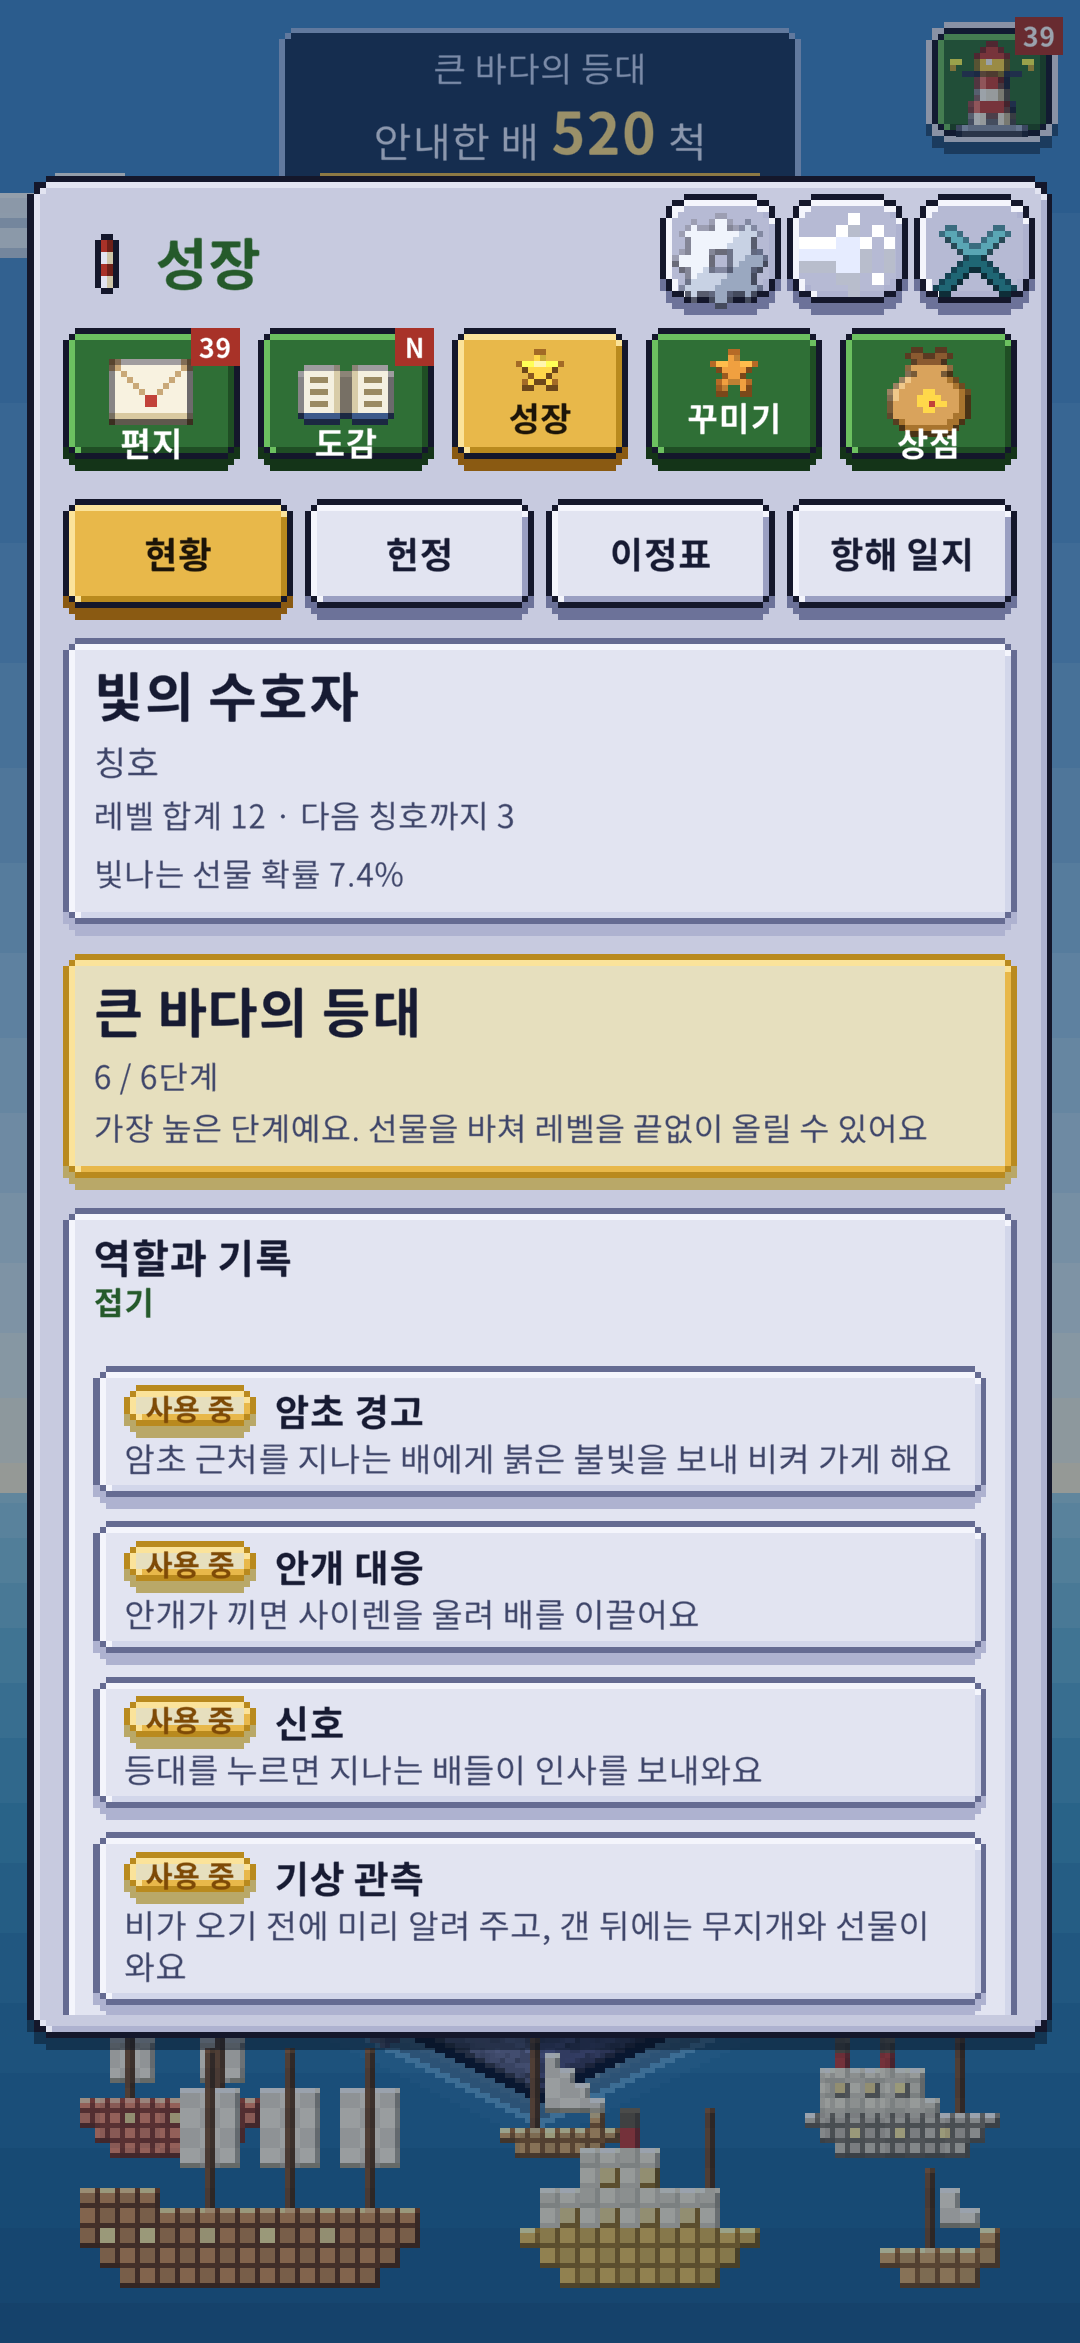 큰 바다의 등대
39
안내한 배 520 척
성장
39
N
편지
도감
성장
꾸미기
상점
현황
헌정
이정표
항해 일지
빛의 수호자
칭호
레벨 합계 12 · 다음 칭호까지 3
빛나는 선물 확률 7.4%
큰 바다의 등대
6 / 6단계
가장 높은 단계예요. 선물을 바쳐 레벨을 끝없이 올릴 수 있어요
역할과 기록
접기
사용 중 암초 경고
암초 근처를 지나는 배에게 붉은 불빛을 보내 비켜 가게 해요
사용 중 안개 대응
안개가 끼면 사이렌을 울려 배를 이끌어요
사용 중 신호
등대를 누르면 지나는 배들이 인사를 보내와요
사용 중 기상 관측
비가 오기 전에 미리 알려 주고, 갠 뒤에는 무지개와 선물이
와요